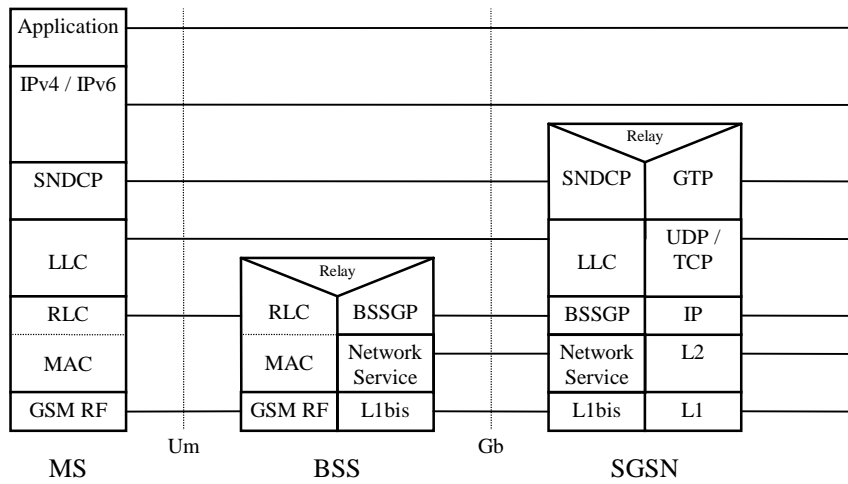 Application
IPv4 / IPv6
Relay
SNDCP
SNDCP
GTP
UDP /
TCP
LLC
Relay
LLC
RLC
RLC
BSSGP
BSSGP
IP
MAC
MAC
Network
Service
Network
Service
L2
GSM RF
GSM RF
L1bis
L1bis
L1
Um
Gb
MS
BSS
SGSN